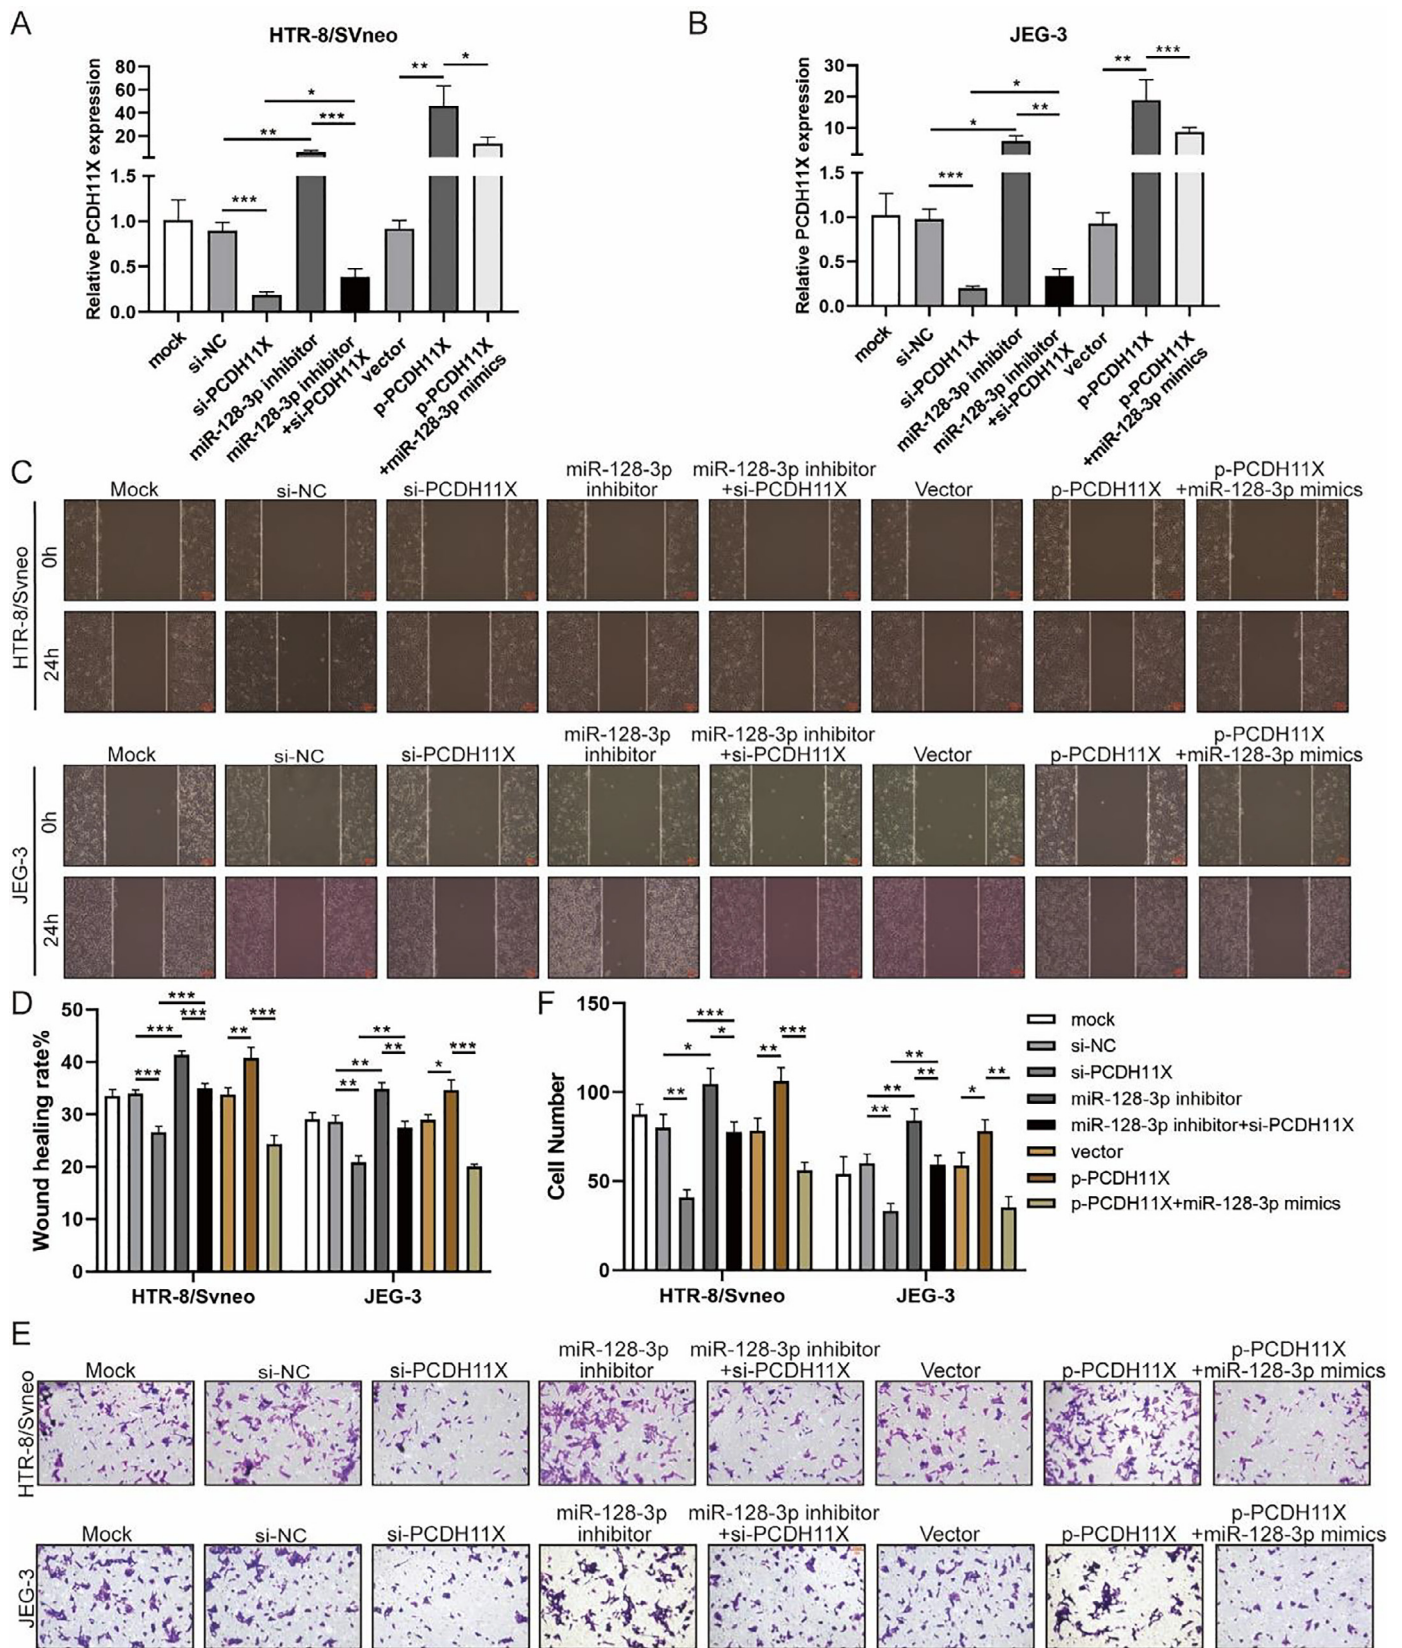 A
HTR-8/SVneo
Relative PCDH11X expression
80
60
40
20
1.5
1.0
0.5
0.0
*
**
*
***
**
***
mock
si-NC
si-PCDH11X
miR-128-3p inhibitor
miR-128-3p inhibitor
+si-PCDH11X
vector
p-PCDH11X
p-PCDH11X
+miR-128-3p mimics
B
JEG-3
Relative PCDH11X expression
30
20
10
1.5
1.0
0.5
0.0
***
**
*
**
*
***
mock
si-NC
si-PCDH11X
miR-128-3p inhibitor
miR-128-3p inhibitor
+si-PCDH11X
vector
p-PCDH11X
p-PCDH11X
+miR-128-3p mimics
C
Mock
si-NC
si-PCDH11X
miR-128-3p
inhibitor
miR-128-3p inhibitor
+si-PCDH11X
Vector
p-PCDH11X
p-PCDH11X
+miR-128-3p mimics
HTR-8/Svneo
0h
24h
Mock
si-NC
si-PCDH11X
miR-128-3p
inhibitor
miR-128-3p inhibitor
+si-PCDH11X
Vector
p-PCDH11X
p-PCDH11X
+miR-128-3p mimics
JEG-3
0h
24h
D
Wound healing rate%
50
40
30
20
10
0
***
***
***
***
**
***
**
**
**
**
*
***
HTR-8/Svneo
JEG-3
F
Cell Number
150
100
50
0
***
*
*
**
**
***
**
**
**
**
*
**
HTR-8/Svneo
JEG-3
mock
si-NC
si-PCDH11X
miR-128-3p inhibitor
miR-128-3p inhibitor+si-PCDH11X
vector
p-PCDH11X
p-PCDH11X+miR-128-3p mimics
E
Mock
si-NC
si-PCDH11X
miR-128-3p
inhibitor
miR-128-3p inhibitor
+si-PCDH11X
Vector
p-PCDH11X
p-PCDH11X
+miR-128-3p mimics
HTR-8/Svneo
Mock
si-NC
si-PCDH11X
miR-128-3p
inhibitor
miR-128-3p inhibitor
+si-PCDH11X
Vector
p-PCDH11X
p-PCDH11X
+miR-128-3p mimics
JEG-3